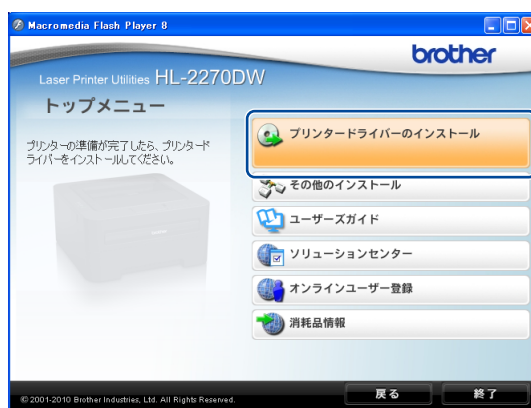 Macromedia Flash Player 8
brother
Laser Printer Utilities HL-2270DW
トップメニュー
プリンターの準備が完了したら、プリンタード
ライバーをインストールしてください。
プリンタードライバーのインストール
その他のインストール
ユーザーズガイド
ソリューションセンター
オンラインユーザー登録
消耗品情報
© 2001-2010 Brother Industries, Ltd. All Rights Reserved.
戻る
終了